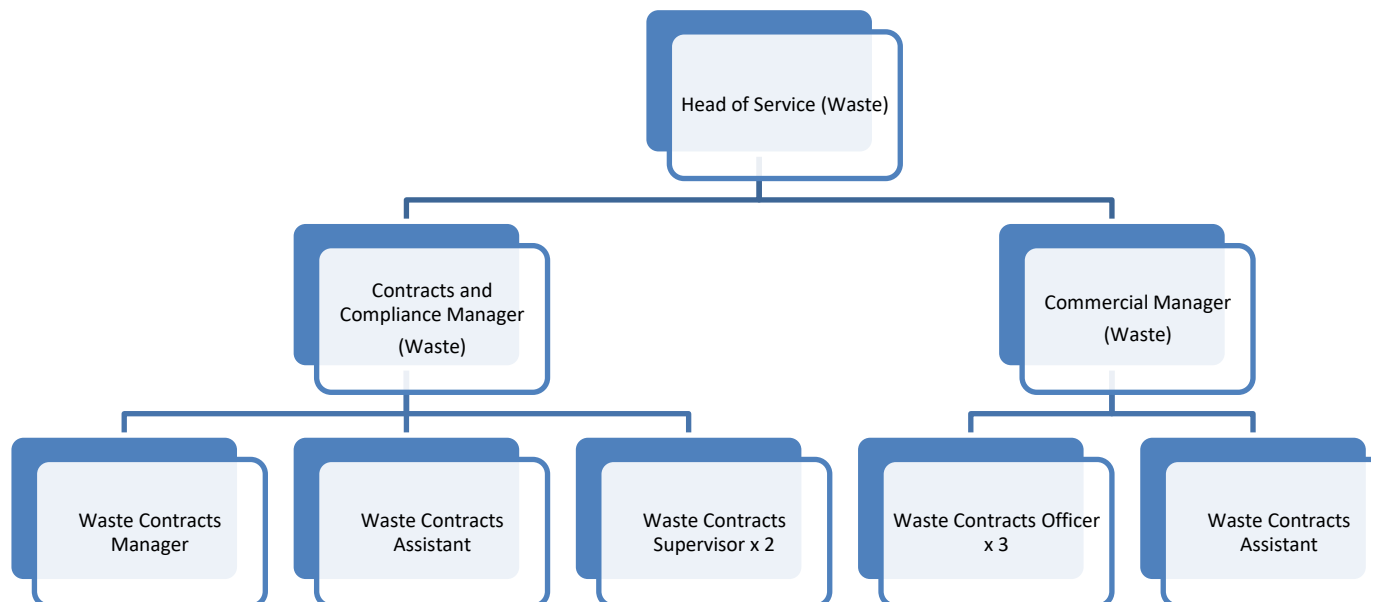 Head of Service (Waste)
Contracts and
Compliance Manager
(Waste)
Commercial Manager
(Waste)
Waste Contracts
Manager
Waste Contracts
Assistant
Waste Contracts
Supervisor x 2
Waste Contracts Officer
x 3
Waste Contracts
Assistant